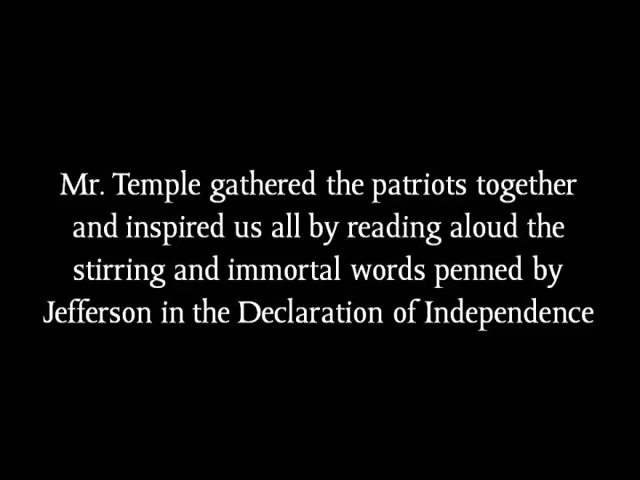 Mr. Temple gathered the patriots together
and inspired us all by reading aloud the
stirring and immortal words penned by
Jefferson in the Declaration of Independence